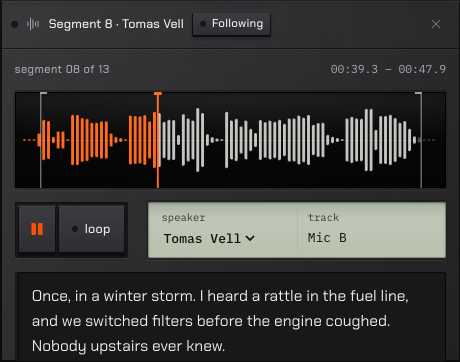 Segment 8 · Tomas Vell
Following
segment 08 of 13
00:39.3 – 00:47.9
loop
speaker
track
Tomas Vell
Mic B
Once, in a winter storm. I heard a rattle in the fuel line,
and we switched filters before the engine coughed.
Nobody upstairs ever knew.